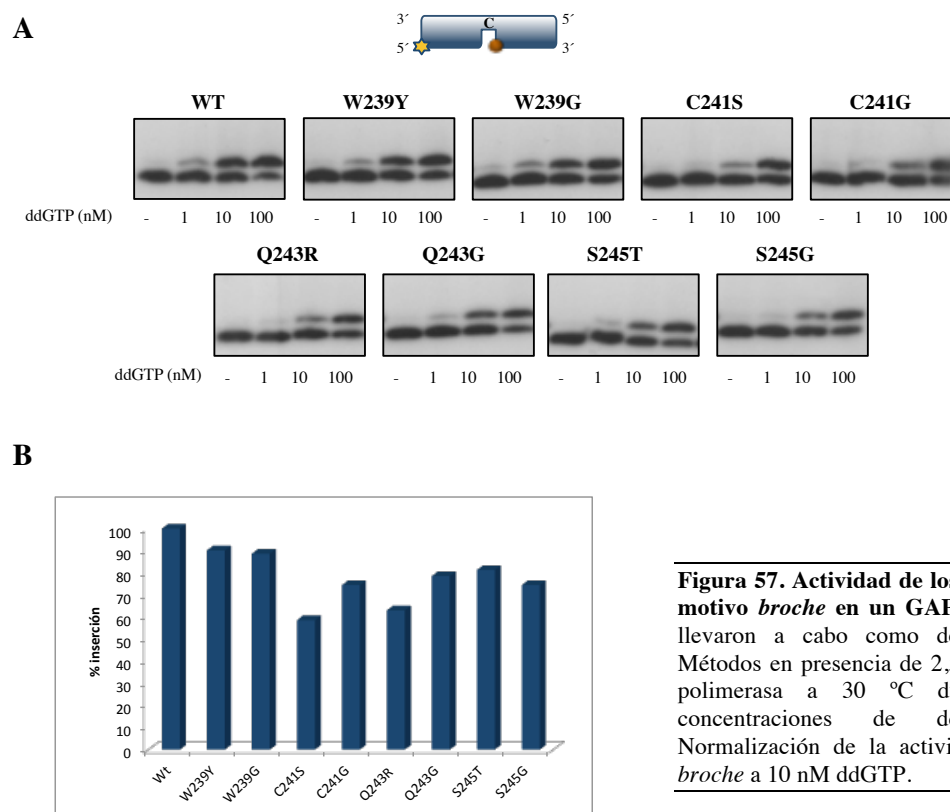 A
3´ C 5´
5´ 3´
WT W239Y W239G C241S C241G
ddGTP (nM) - 1 10 100 - 1 10 100 - 1 10 100 - 1 10 100 - 1 10 100
Q243R Q243G S245T S245G
ddGTP (nM) - 1 10 100 - 1 10 100 - 1 10 100 - 1 10 100
B
% inserción
100
90
80
70
60
50
40
30
20
10
0
Wt W239Y W239G C241S C241G Q243R Q243G S245T S245G
Figura 57. Actividad de los
motivo broche en un GAP
llevaron a cabo como de
Métodos en presencia de 2,
polimerasa a 30 ºC d
concentraciones de de
Normalización de la activi
broche a 10 nM ddGTP.